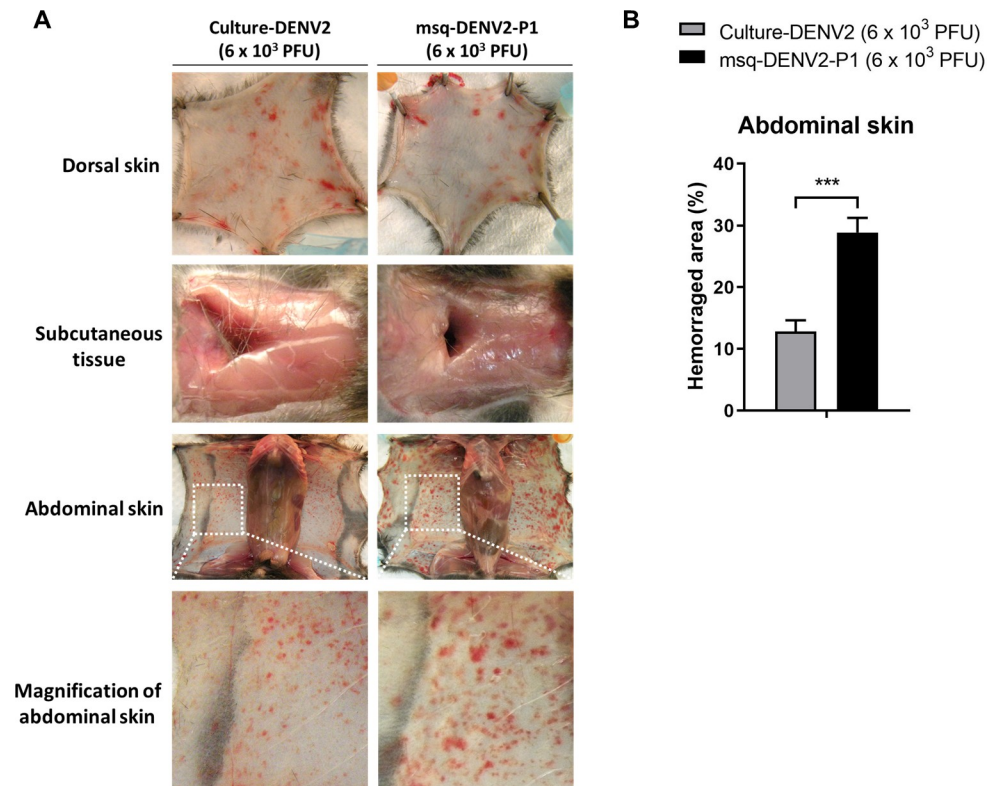 A
Culture-DENV2
(6 x 10³ PFU)
msq-DENV2-P1
(6 x 10³ PFU)
Dorsal skin
Subcutaneous
tissue
Abdominal skin
Magnification of
abdominal skin
B
Culture-DENV2 (6 x 10³ PFU)
msq-DENV2-P1 (6 x 10³ PFU)
Abdominal skin
Hemorraged area (%)
40
30
20
10
0
***